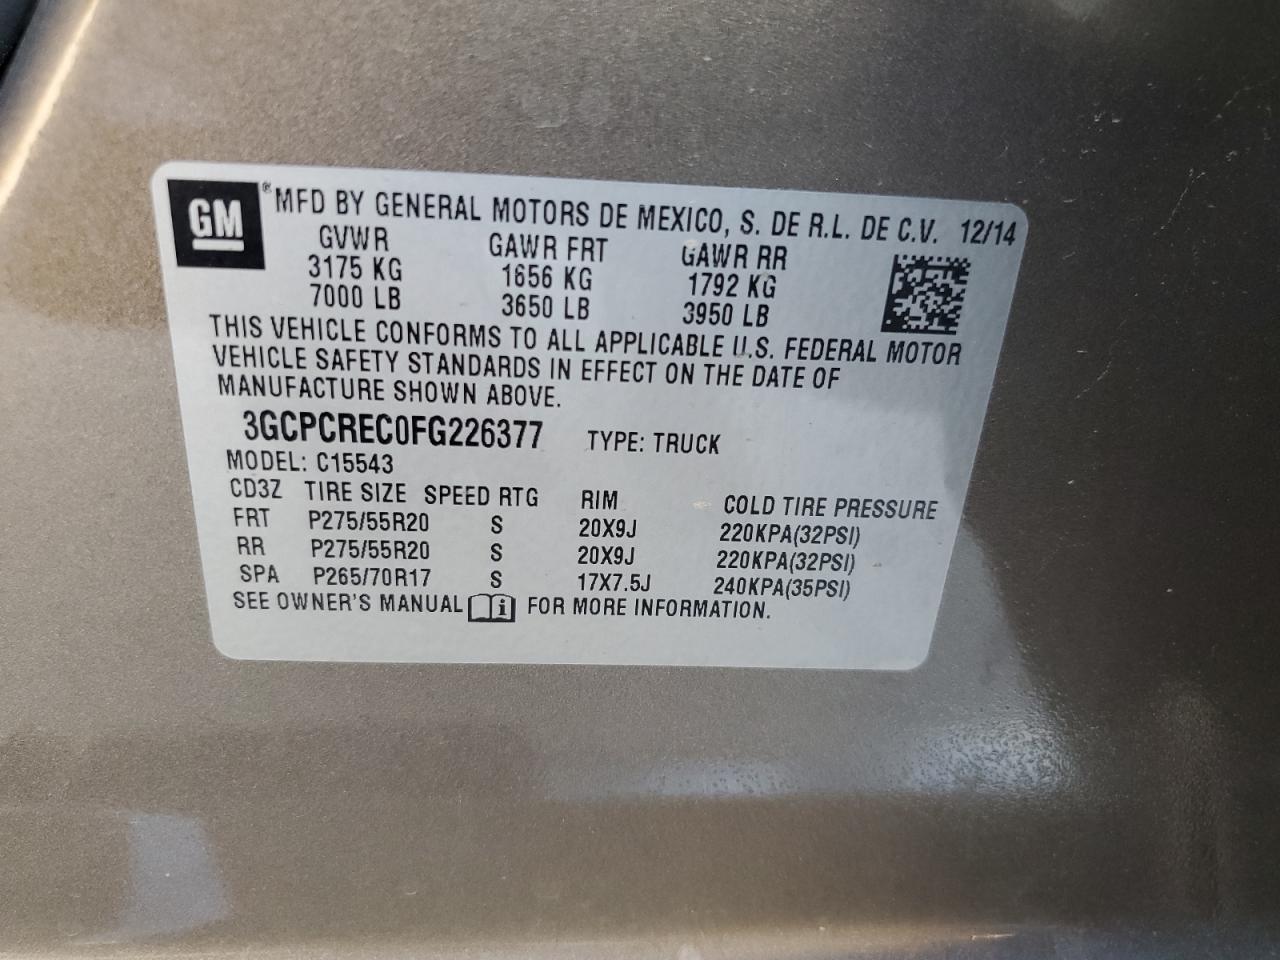 GM ® MFD BY GENERAL MOTORS DE MEXICO, S. DE R.L. DE C.V. 12/14
GVWR GAWR FRT GAWR RR
3175 KG 1656 KG 1792 KG
7000 LB 3650 LB 3950 LB
THIS VEHICLE CONFORMS TO ALL APPLICABLE U.S. FEDERAL MOTOR
VEHICLE SAFETY STANDARDS IN EFFECT ON THE DATE OF
MANUFACTURE SHOWN ABOVE.
3GCPCREC0FG226377 TYPE: TRUCK
MODEL: C15543
CD3Z TIRE SIZE SPEED RTG RIM COLD TIRE PRESSURE
FRT P275/55R20 S 20X9J 220KPA(32PSI)
RR P275/55R20 S 20X9J 220KPA(32PSI)
SPA P265/70R17 S 17X7.5J 240KPA(35PSI)
SEE OWNER'S MANUAL i FOR MORE INFORMATION.